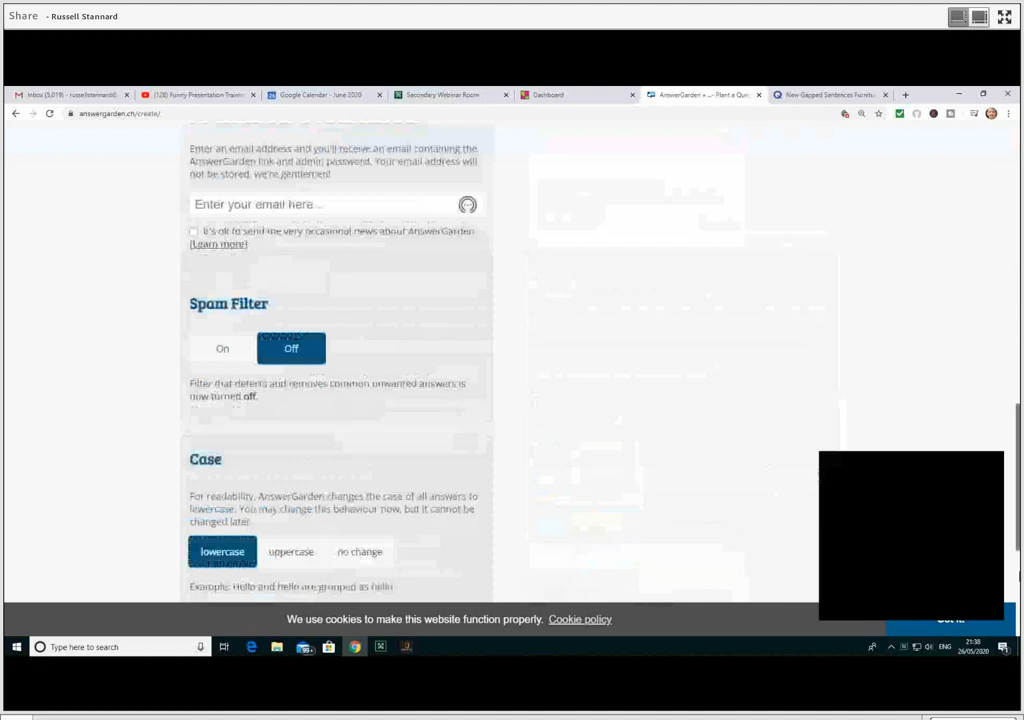 Share - Russell Stannard
Inbox (5,019) - russellstannard@
(128) Funny Presentation Trainin
Google Calendar - June 2020
Secondary Webinar Room
Dashboard
AnswerGarden » ...- Plant a Que
New Gapped Sentences Furnitu
answergarden.ch/create/
Enter an email address and you'll receive an email containing the
AnswerGarden link and admin password. Your email address will
not be stored, we're gentlemen!
Enter your email here...
It's ok to send me very occasional news about AnswerGarden
[Learn more]
Spam Filter
On Off
Filter that detects and removes common unwanted answers is
now turned off.
Case
For readability, AnswerGarden changes the case of all answers to
lowercase. You may change this behaviour now, but it cannot be
changed later.
lowercase uppercase no change
Example: Hello and hello are grouped as hello
We use cookies to make this website function properly. Cookie policy
Type here to search
99+
ENG
21:38
26/05/2020